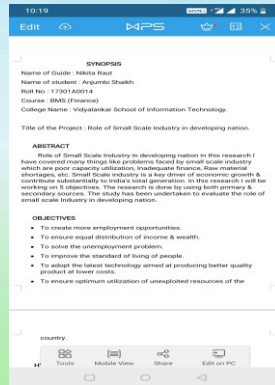 10:19
35%
Edit
WPS
SYNOPSIS
Name of Guide : Nikita Raut
Name of student : Arjumbi Shaikh
Roll No : 17301A0014
Course : BMS (Finance)
College Name : Vidyalankar School of Information Technology.
Title of the Project : Role of Small Scale Industry in developing nation.
ABSTRACT
Role of Small Scale Industry in developing nation in this research I
have covered many things like problems faced by small scale industry
which are poor capacity utilization, Inadequate finance, Raw material
shortages, etc. Small Scale Industry is a key driver of economic growth &
contribute substantially to India's total generation. In this research I will be
working on 5 objectives. The research is done by using both primary &
secondary sources. The study has been undertaken to evaluate the role of
small scale Industry in developing nation.
OBJECTIVES
• To create more employment opportunities.
• To ensure equal distribution of income & wealth.
• To solve the unemployment problem.
• To improve the standard of living of people.
• To adopt the latest technology aimed at producing better quality
product at lower costs.
• To ensure optimum utilization of unexploited resources of the
country.
Tools
Mobile View
Share
Edit on PC